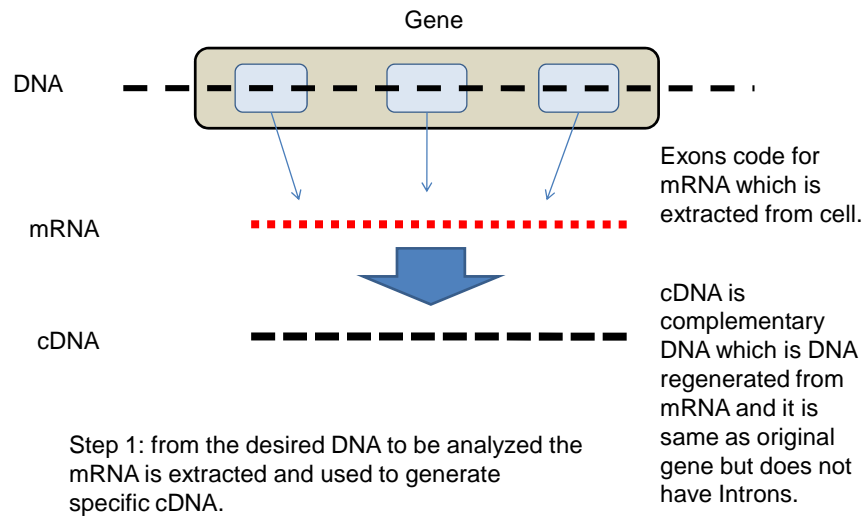 Gene
DNA
Exons code for
mRNA which is
extracted from cell.
mRNA
cDNA is
complementary
DNA which is DNA
regenerated from
mRNA and it is
same as original
gene but does not
have Introns.
cDNA
Step 1: from the desired DNA to be analyzed the
mRNA is extracted and used to generate
specific cDNA.